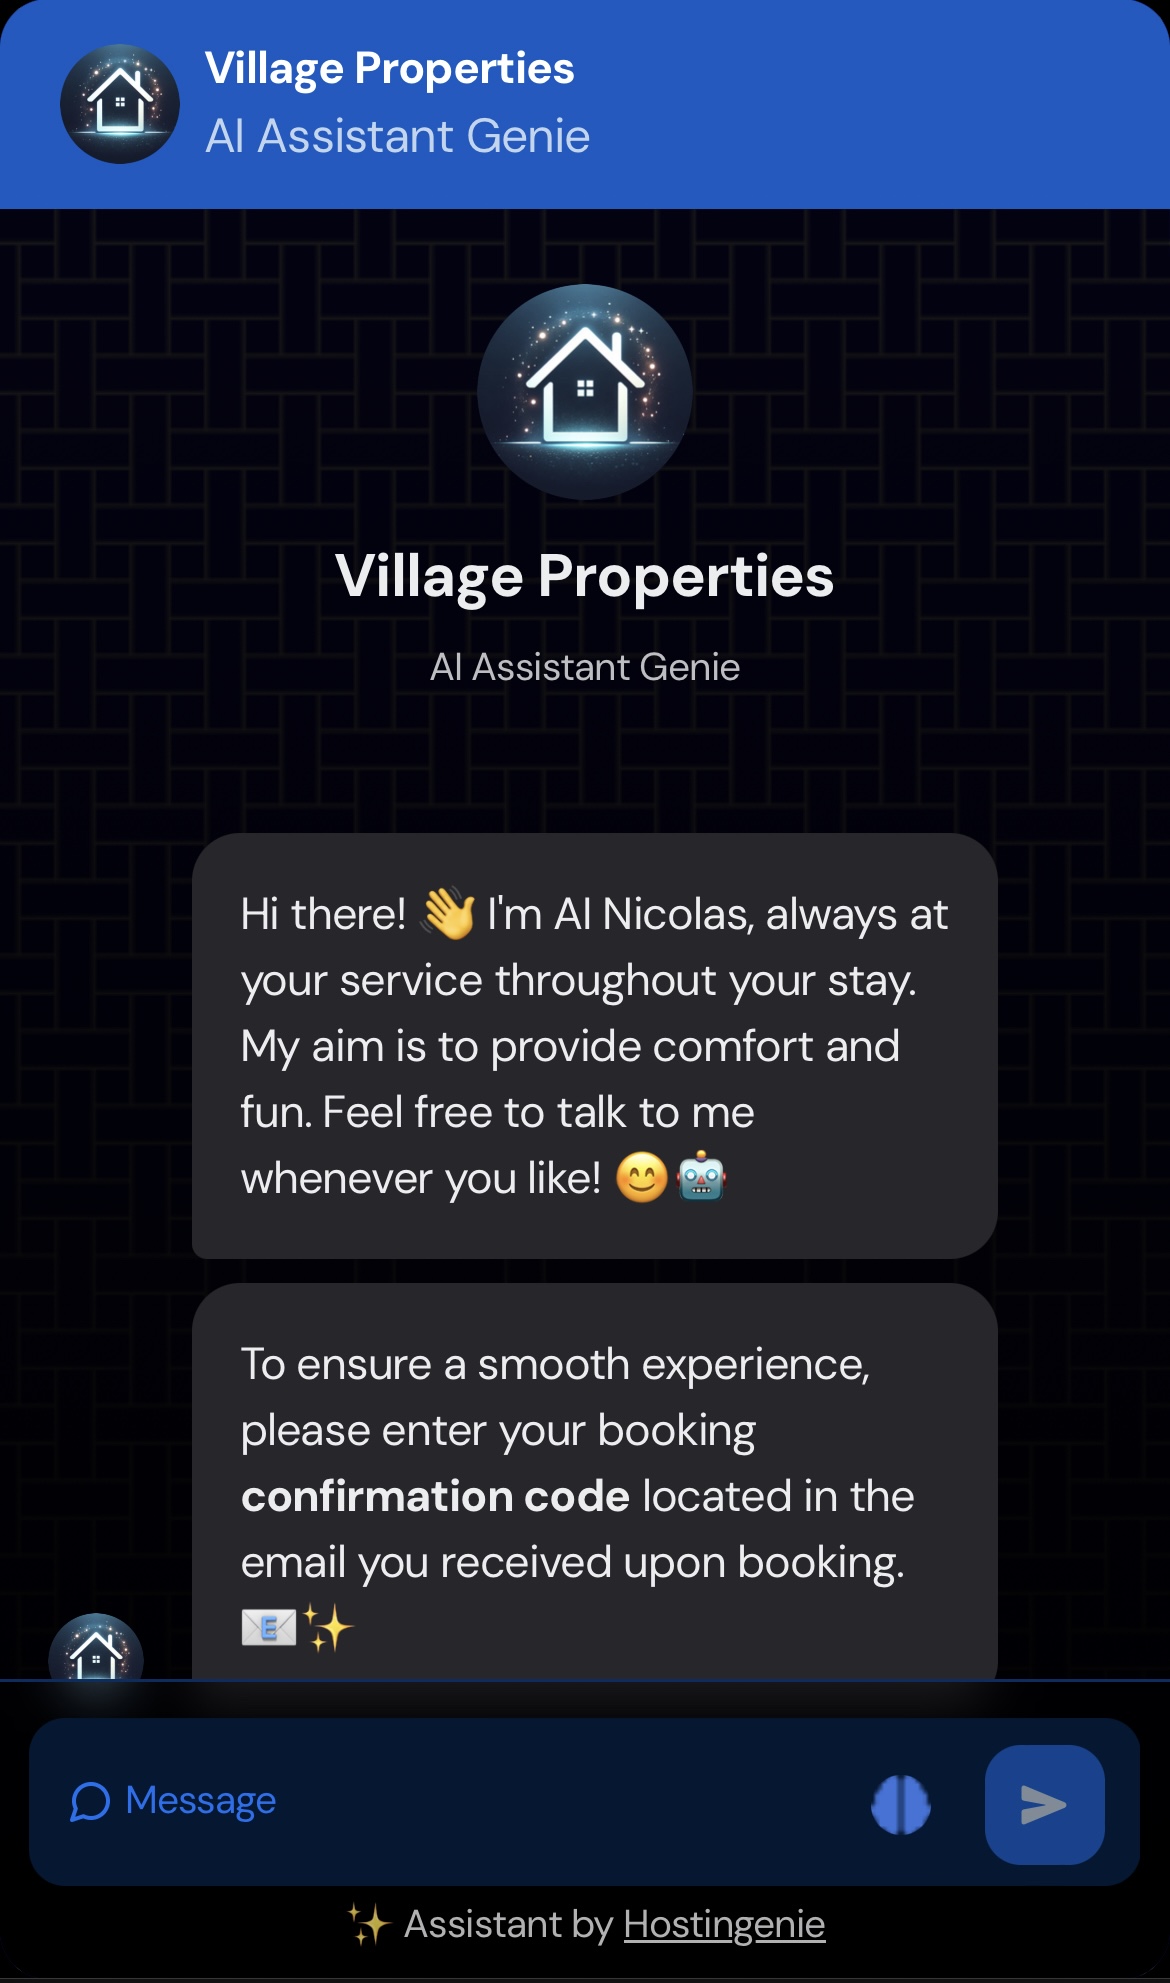 Village Properties
AI Assistant Genie
Village Properties
AI Assistant Genie
Hi there! 👋 I'm AI Nicolas, always at
your service throughout your stay.
My aim is to provide comfort and
fun. Feel free to talk to me
whenever you like! 😊🤖
To ensure a smooth experience,
please enter your booking
confirmation code located in the
email you received upon booking.
📧✨
Message
✨ Assistant by Hostingenie